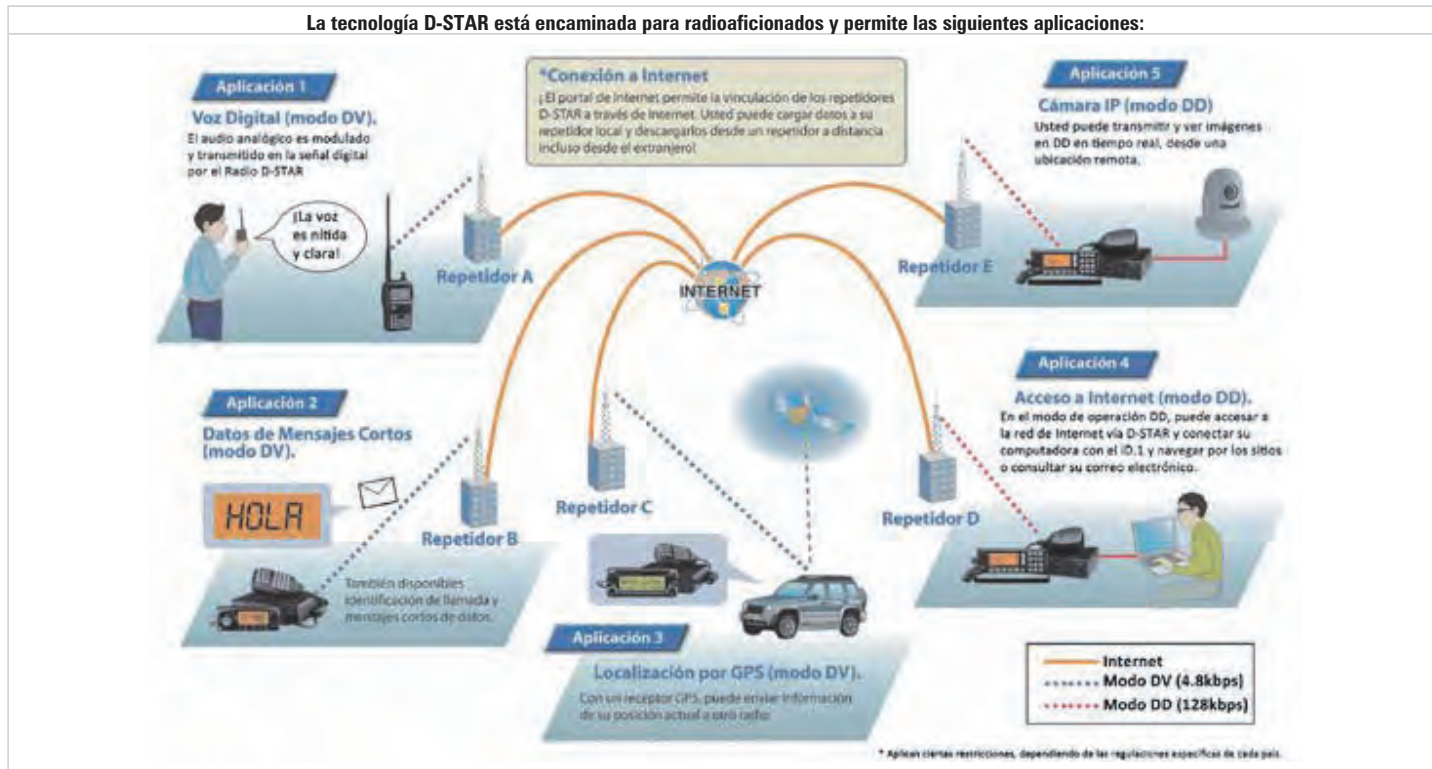 La tecnología D-STAR está encaminada para radioaficionados y permite las siguientes aplicaciones:
Aplicación 1
Voz Digital (modo DV).
El audio analógico es modulado
y transmitido en la señal digital
por el Radio D-STAR
¡La voz
es nítida
y clara!
Repetidor A
*Conexión a Internet
¡El portal de Internet permite la vinculación de los repetidores
D-STAR a través de Internet. Usted puede cargar datos a su
repetidor local y descargarlos desde un repetidor a distancia
incluso desde el extranjero!
Aplicación 5
Cámara IP (modo DD)
Usted puede transmitir y ver imágenes
en DD en tiempo real, desde una
ubicación remota.
Repetidor E
INTERNET
Aplicación 2
Datos de Mensajes Cortos
(modo DV).
HOLA
Repetidor B
También disponibles
identificación de llamada y
mensajes cortos de datos.
Repetidor C
Aplicación 3
Localización por GPS (modo DV).
Con un receptor GPS, puede enviar información
de su posición actual a otro radio
Aplicación 4
Acceso a Internet (modo DD).
En el modo de operación DD, puede accesar a
la red de Internet vía D-STAR y conectar su
computadora con el iD.1 y navegar por los sitios
o consultar su correo electrónico.
Repetidor D
Internet
Modo DV (4.8kbps)
Modo DD (128kbps)
* Aplican ciertas restricciones, dependiendo de las regulaciones específicas de cada país.